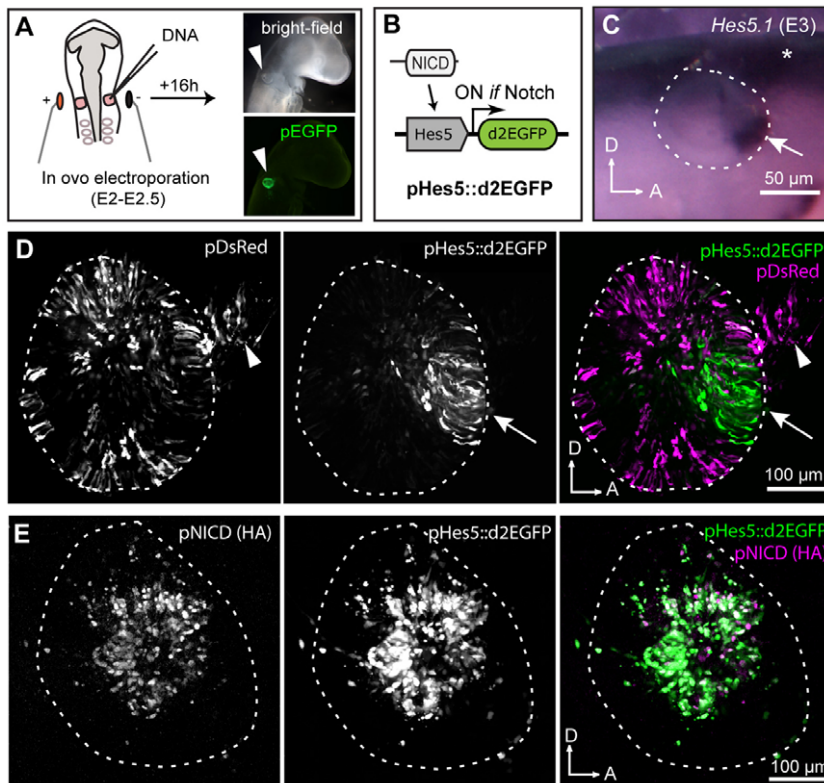 A
DNA
+16h
+
-
In ovo electroporation
(E2-E2.5)
bright-field
pEGFP
B
NICD
ON if Notch
Hes5
d2EGFP
pHes5::d2EGFP
C
Hes5.1 (E3)
*
D
A
50 µm
D
pDsRed
pHes5::d2EGFP
pHes5::d2EGFP
pDsRed
D
A
100 µm
E
pNICD (HA)
pHes5::d2EGFP
pHes5::d2EGFP
pNICD (HA)
D
A
100 µm